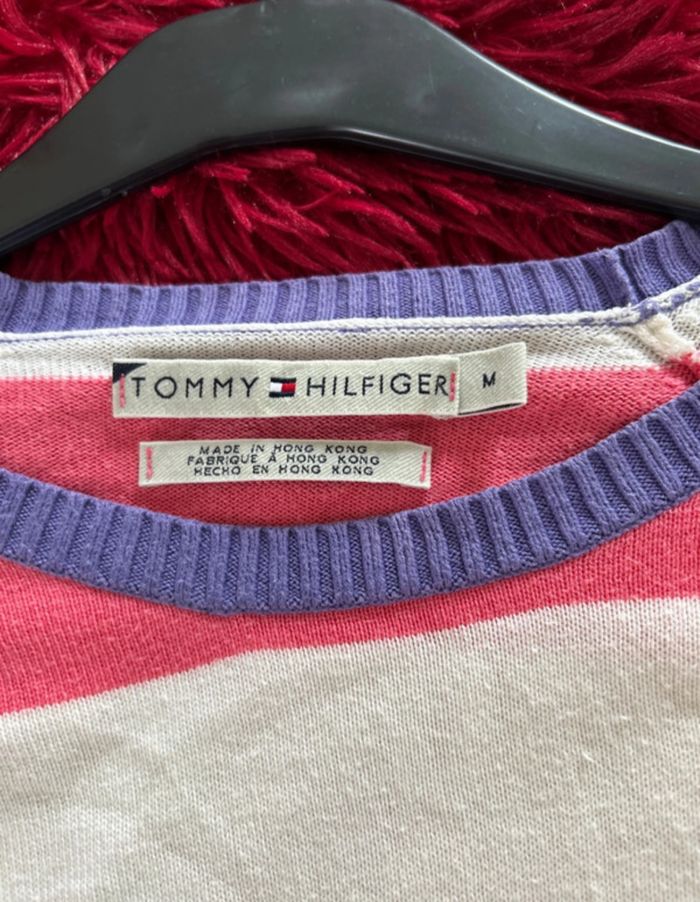 TOMMY HILFIGER M
MADE IN HONG KONG
FABRIQUE À HONG KONG
HECHO EN HONG KONG